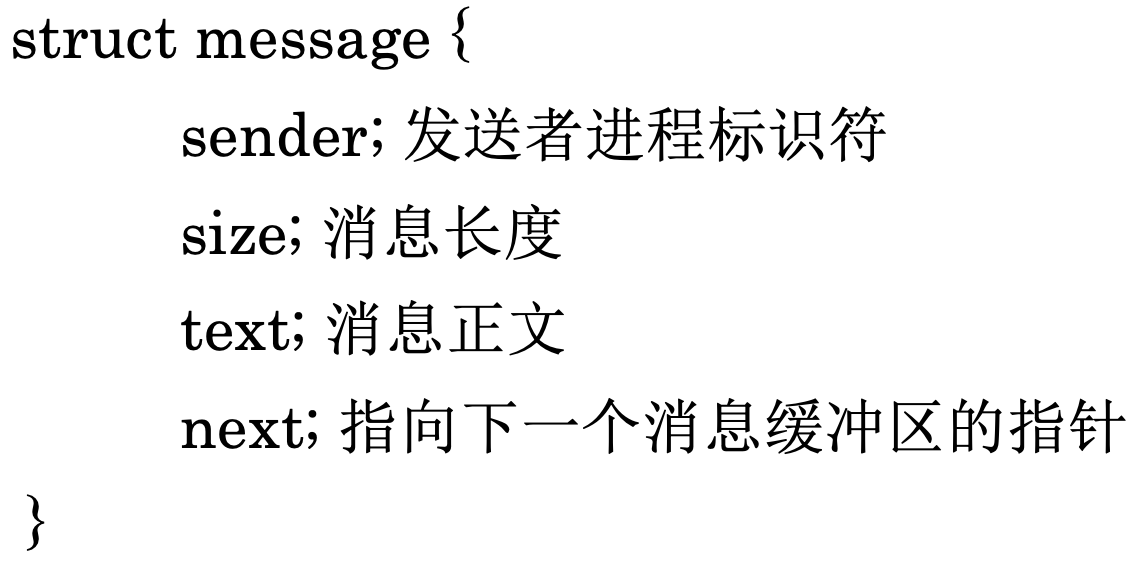 struct message {
sender; 发送者进程标识符
size; 消息长度
text; 消息正文
next; 指向下一个消息缓冲区的指针
}